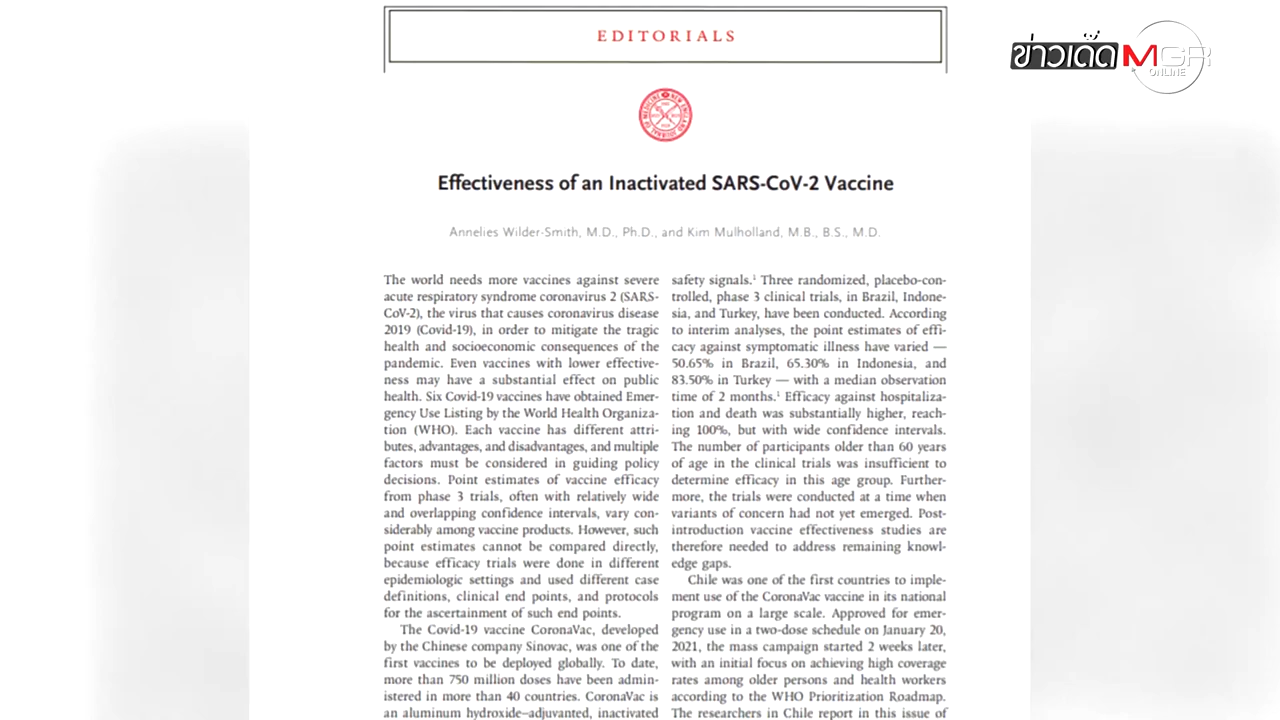 EDITORIALS
ข่าวเด็ด MGR
ONLINE
Effectiveness of an Inactivated SARS-CoV-2 Vaccine
Annelies Wilder-Smith, M.D., Ph.D., and Kim Mulholland, M.B., B.S., M.D.
The world needs more vaccines against severe
acute respiratory syndrome coronavirus 2 (SARS-
CoV-2), the virus that causes coronavirus disease
2019 (Covid-19), in order to mitigate the tragic
health and socioeconomic consequences of the
pandemic. Even vaccines with lower effective-
ness may have a substantial effect on public
health. Six Covid-19 vaccines have obtained Emer-
gency Use Listing by the World Health Organiza-
tion (WHO). Each vaccine has different attri-
butes, advantages, and disadvantages, and multiple
factors must be considered in guiding policy
decisions. Point estimates of vaccine efficacy
from phase 3 trials, often with relatively wide
and overlapping confidence intervals, vary con-
siderably among vaccine products. However, such
point estimates cannot be compared directly,
because efficacy trials were done in different
epidemiologic settings and used different case
definitions, clinical end points, and protocols
for the ascertainment of such end points.
The Covid-19 vaccine CoronaVac, developed
by the Chinese company Sinovac, was one of the
first vaccines to be deployed globally. To date,
more than 750 million doses have been admin-
istered in more than 40 countries. CoronaVac is
an aluminum hydroxide–adjuvanted, inactivated
safety signals.¹ Three randomized, placebo-con-
trolled, phase 3 clinical trials, in Brazil, Indone-
sia, and Turkey, have been conducted. According
to interim analyses, the point estimates of effi-
cacy against symptomatic illness have varied —
50.65% in Brazil, 65.30% in Indonesia, and
83.50% in Turkey — with a median observation
time of 2 months.¹ Efficacy against hospitaliza-
tion and death was substantially higher, reach-
ing 100%, but with wide confidence intervals.
The number of participants older than 60 years
of age in the clinical trials was insufficient to
determine efficacy in this age group. Further-
more, the trials were conducted at a time when
variants of concern had not yet emerged. Post-
introduction vaccine effectiveness studies are
therefore needed to address remaining knowl-
edge gaps.
Chile was one of the first countries to imple-
ment use of the CoronaVac vaccine in its national
program on a large scale. Approved for emer-
gency use in a two-dose schedule on January 20,
2021, the mass campaign started 2 weeks later,
with an initial focus on achieving high coverage
rates among older persons and health workers
according to the WHO Prioritization Roadmap.
The researchers in Chile report in this issue of